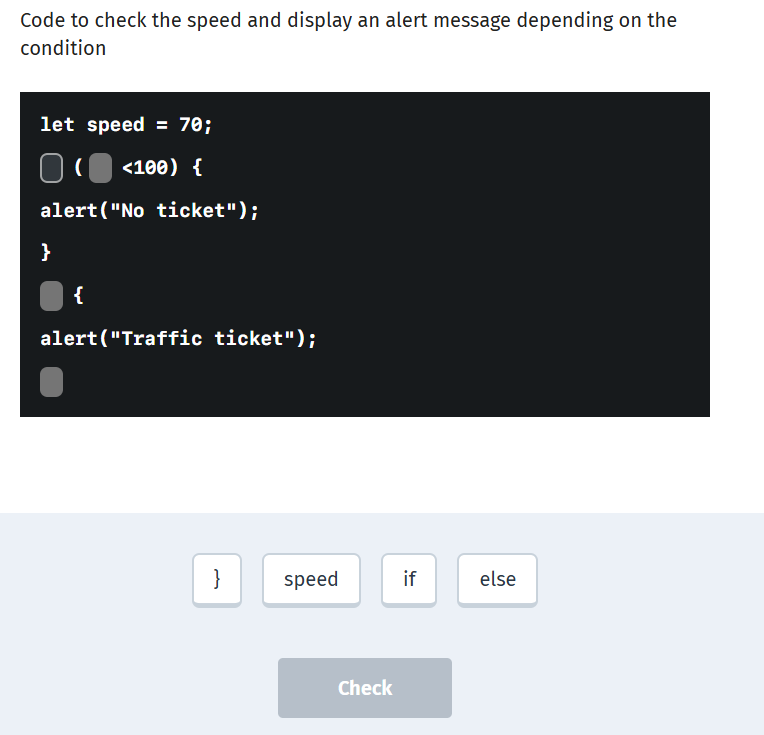 Code to check the speed and display an alert message depending on the
condition
let speed = 70;
( <100) {
alert("No ticket");
}
{
alert("Traffic ticket");
}
speed
if
else
Check